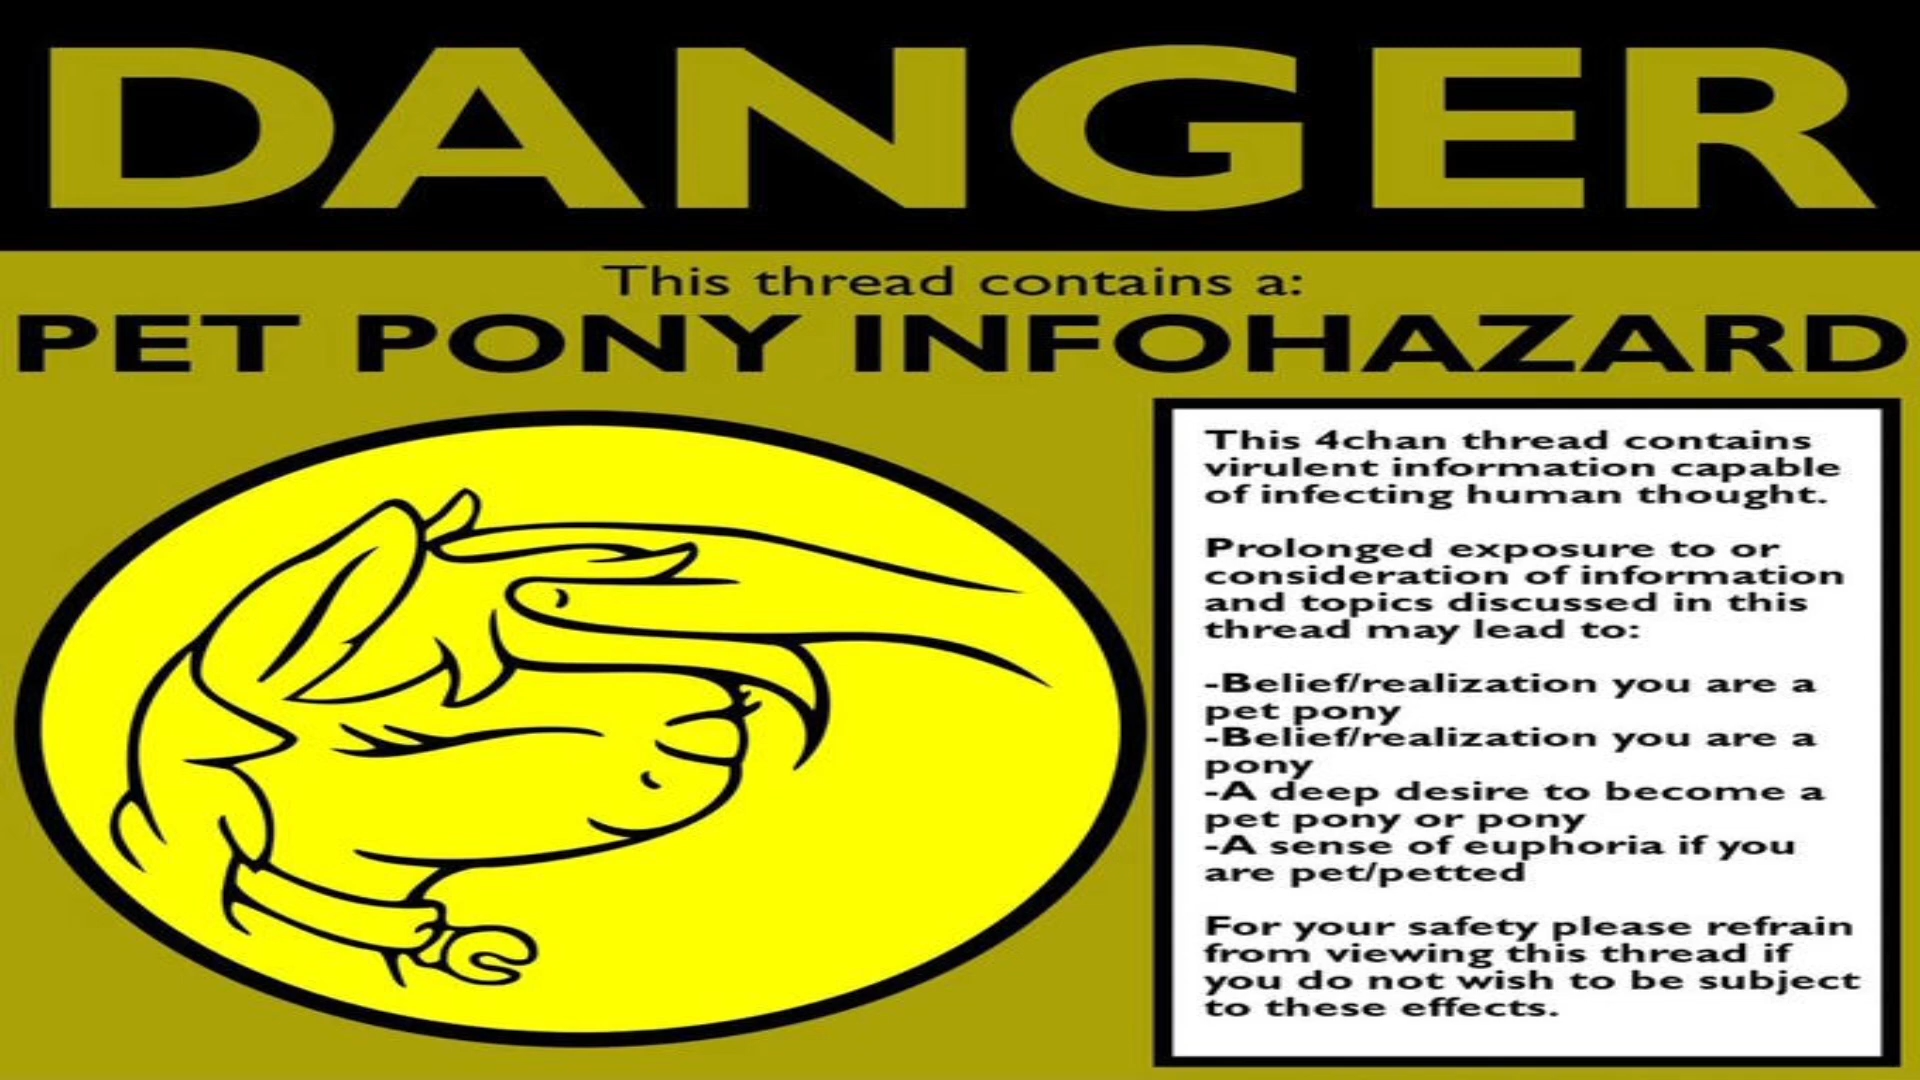 DANGER
This thread contains a:
PET PONY INFOHAZARD
This 4chan thread contains
virulent information capable
of infecting human thought.
Prolonged exposure to or
consideration of information
and topics discussed in this
thread may lead to:
-Belief/realization you are a
pet pony
-Belief/realization you are a
pony
-A deep desire to become a
pet pony or pony
-A sense of euphoria if you
are pet/petted
For your safety please refrain
from viewing this thread if
you do not wish to be subject
to these effects.